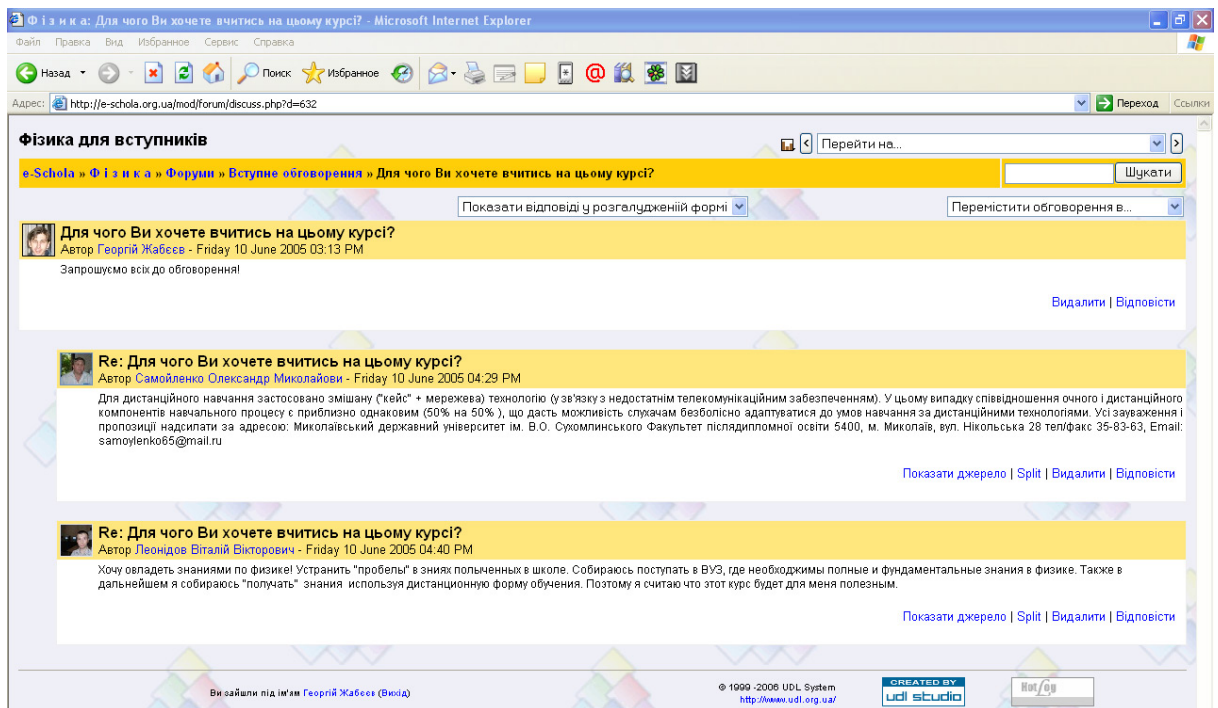 Ф і з и к а: Для чого Ви хочете вчитись на цьому курсі? - Microsoft Internet Explorer
Файл Правка Вид Избранное Сервис Справка
Назад Поиск Избранное
Адрес: http://e-schola.org.ua/mod/forum/discuss.php?d=632 Переход Ссылки
Фізика для вступників Перейти на...
e-Schola » Ф і з и к а » Форуми » Вступне обговорення » Для чого Ви хочете вчитись на цьому курсі? Шукати
Показати відповіді у розгалудженій формі Перемістити обговорення в...
Для чого Ви хочете вчитись на цьому курсі?
Автор Георгій Жабєєв - Friday 10 June 2005 03:13 PM
Запрошуємо всіх до обговорення!
Видалити | Відповісти
Re: Для чого Ви хочете вчитись на цьому курсі?
Автор Самойленко Олександр Миколайови - Friday 10 June 2005 04:29 PM
Для дистанційного навчання застосовано змішану ("кейс" + мережева) технологію (у зв'язку з недостатнім телекомунікаційним забезпеченням). У цьому випадку співвідношення очного і дистанційного
компонентів навчального процесу є приблизно однаковим (50% на 50% ), що дасть можливість слухачам безболісно адаптуватися до умов навчання за дистанційними технологіями. Усі зауваження і
пропозиції надсилати за адресою: Миколаївський державний університет ім. В.О. Сухомлинського Факультет післядипломної освіти 5400, м. Миколаїв, вул. Нікольська 28 тел/факс 35-83-63, Email:
samoylenko65@mail.ru
Показати джерело | Split | Видалити | Відповісти
Re: Для чого Ви хочете вчитись на цьому курсі?
Автор Леонідов Віталій Вікторович - Friday 10 June 2005 04:40 PM
Хочу овладеть знаниями по физике! Устранить "пробелы" в зниях полыченных в школе. Собираюсь поступать в ВУЗ, где необходжимы полные и фундаментальные знания в физике. Также в
дальнейшем я собираюсь "получать" знания используя дистанционную форму обучения. Поэтому я считаю что этот курс будет для меня полезным.
Показати джерело | Split | Видалити | Відповісти
Ви зайшли під ім'ям Георгій Жабєєв (Вихід)
© 1999 -2006 UDL System
http://www.udl.org.ua/
CREATED BY
udl studio
HotLog